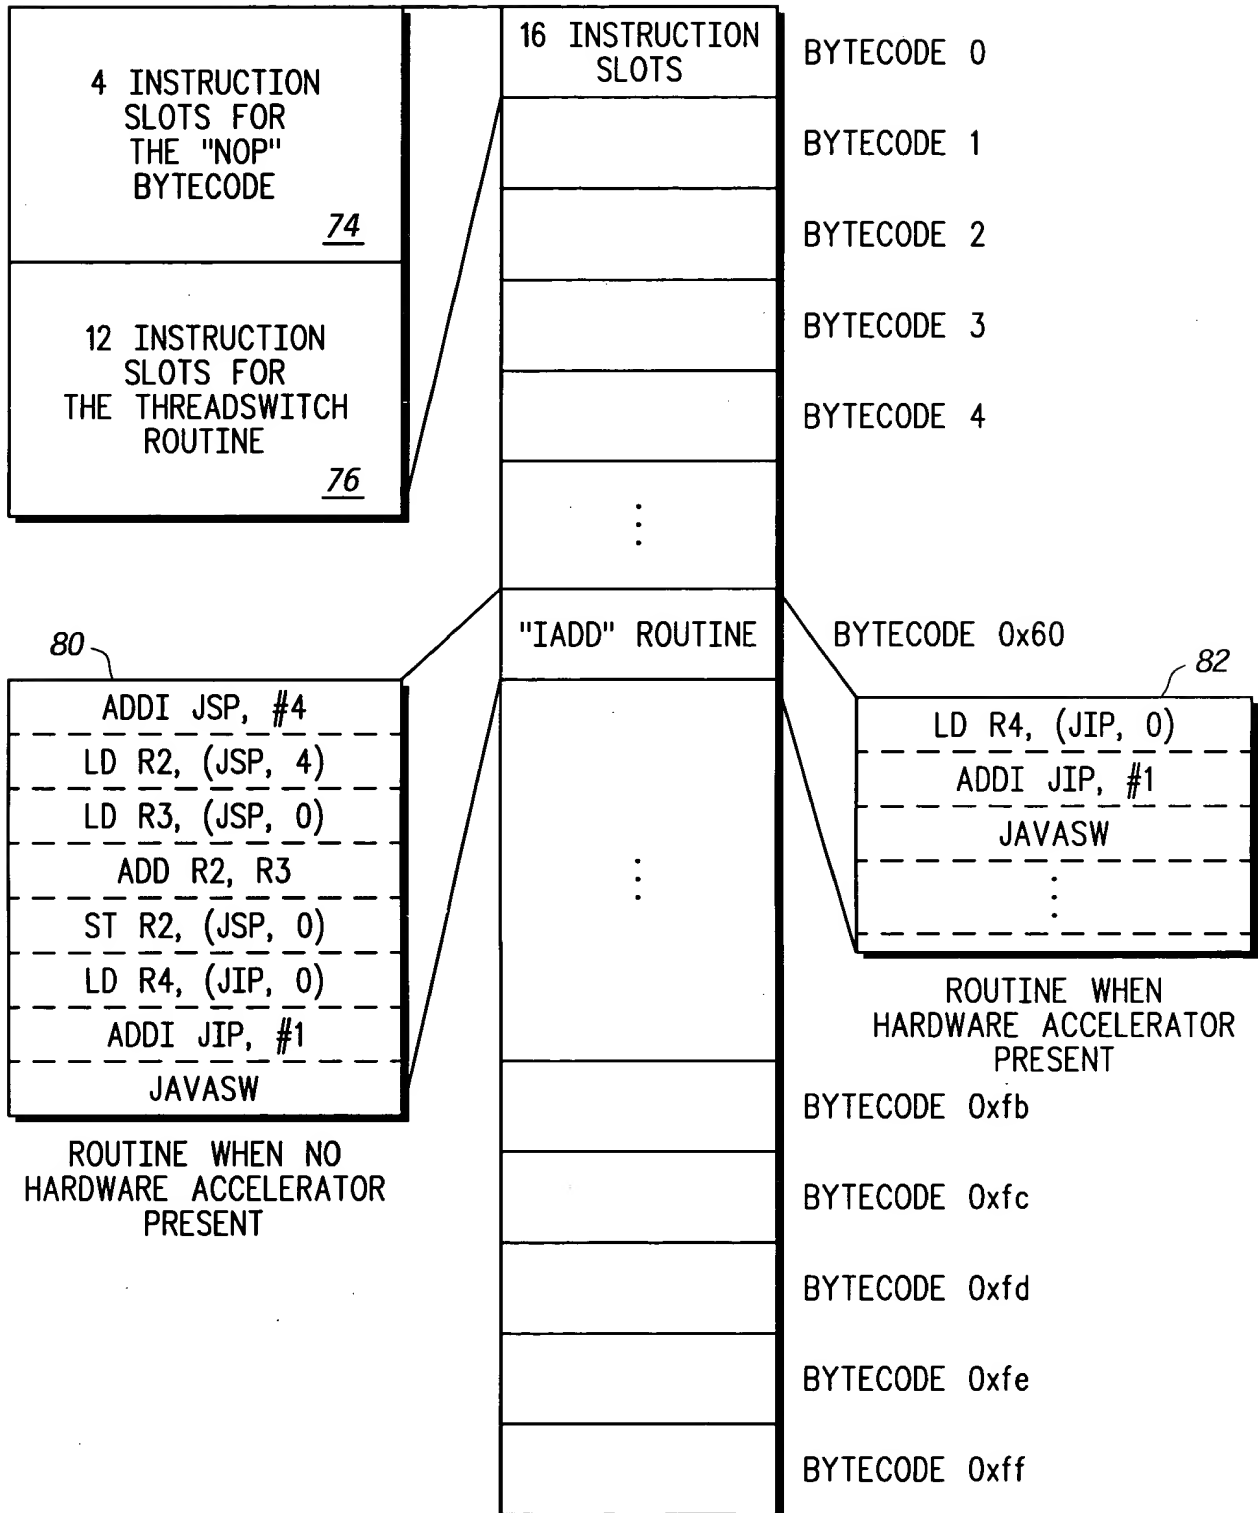 4 INSTRUCTION
SLOTS FOR
THE "NOP"
BYTECODE
74
12 INSTRUCTION
SLOTS FOR
THE THREADSWITCH
ROUTINE
76
16 INSTRUCTION
SLOTS
BYTECODE 0
BYTECODE 1
BYTECODE 2
BYTECODE 3
BYTECODE 4
"IADD" ROUTINE
BYTECODE 0x60
80
ADDI JSP, #4
LD R2, (JSP, 4)
LD R3, (JSP, 0)
ADD R2, R3
ST R2, (JSP, 0)
LD R4, (JIP, 0)
ADDI JIP, #1
JAVASW
ROUTINE WHEN NO
HARDWARE ACCELERATOR
PRESENT
82
LD R4, (JIP, 0)
ADDI JIP, #1
JAVASW
ROUTINE WHEN
HARDWARE ACCELERATOR
PRESENT
BYTECODE 0xfb
BYTECODE 0xfc
BYTECODE 0xfd
BYTECODE 0xfe
BYTECODE 0xff